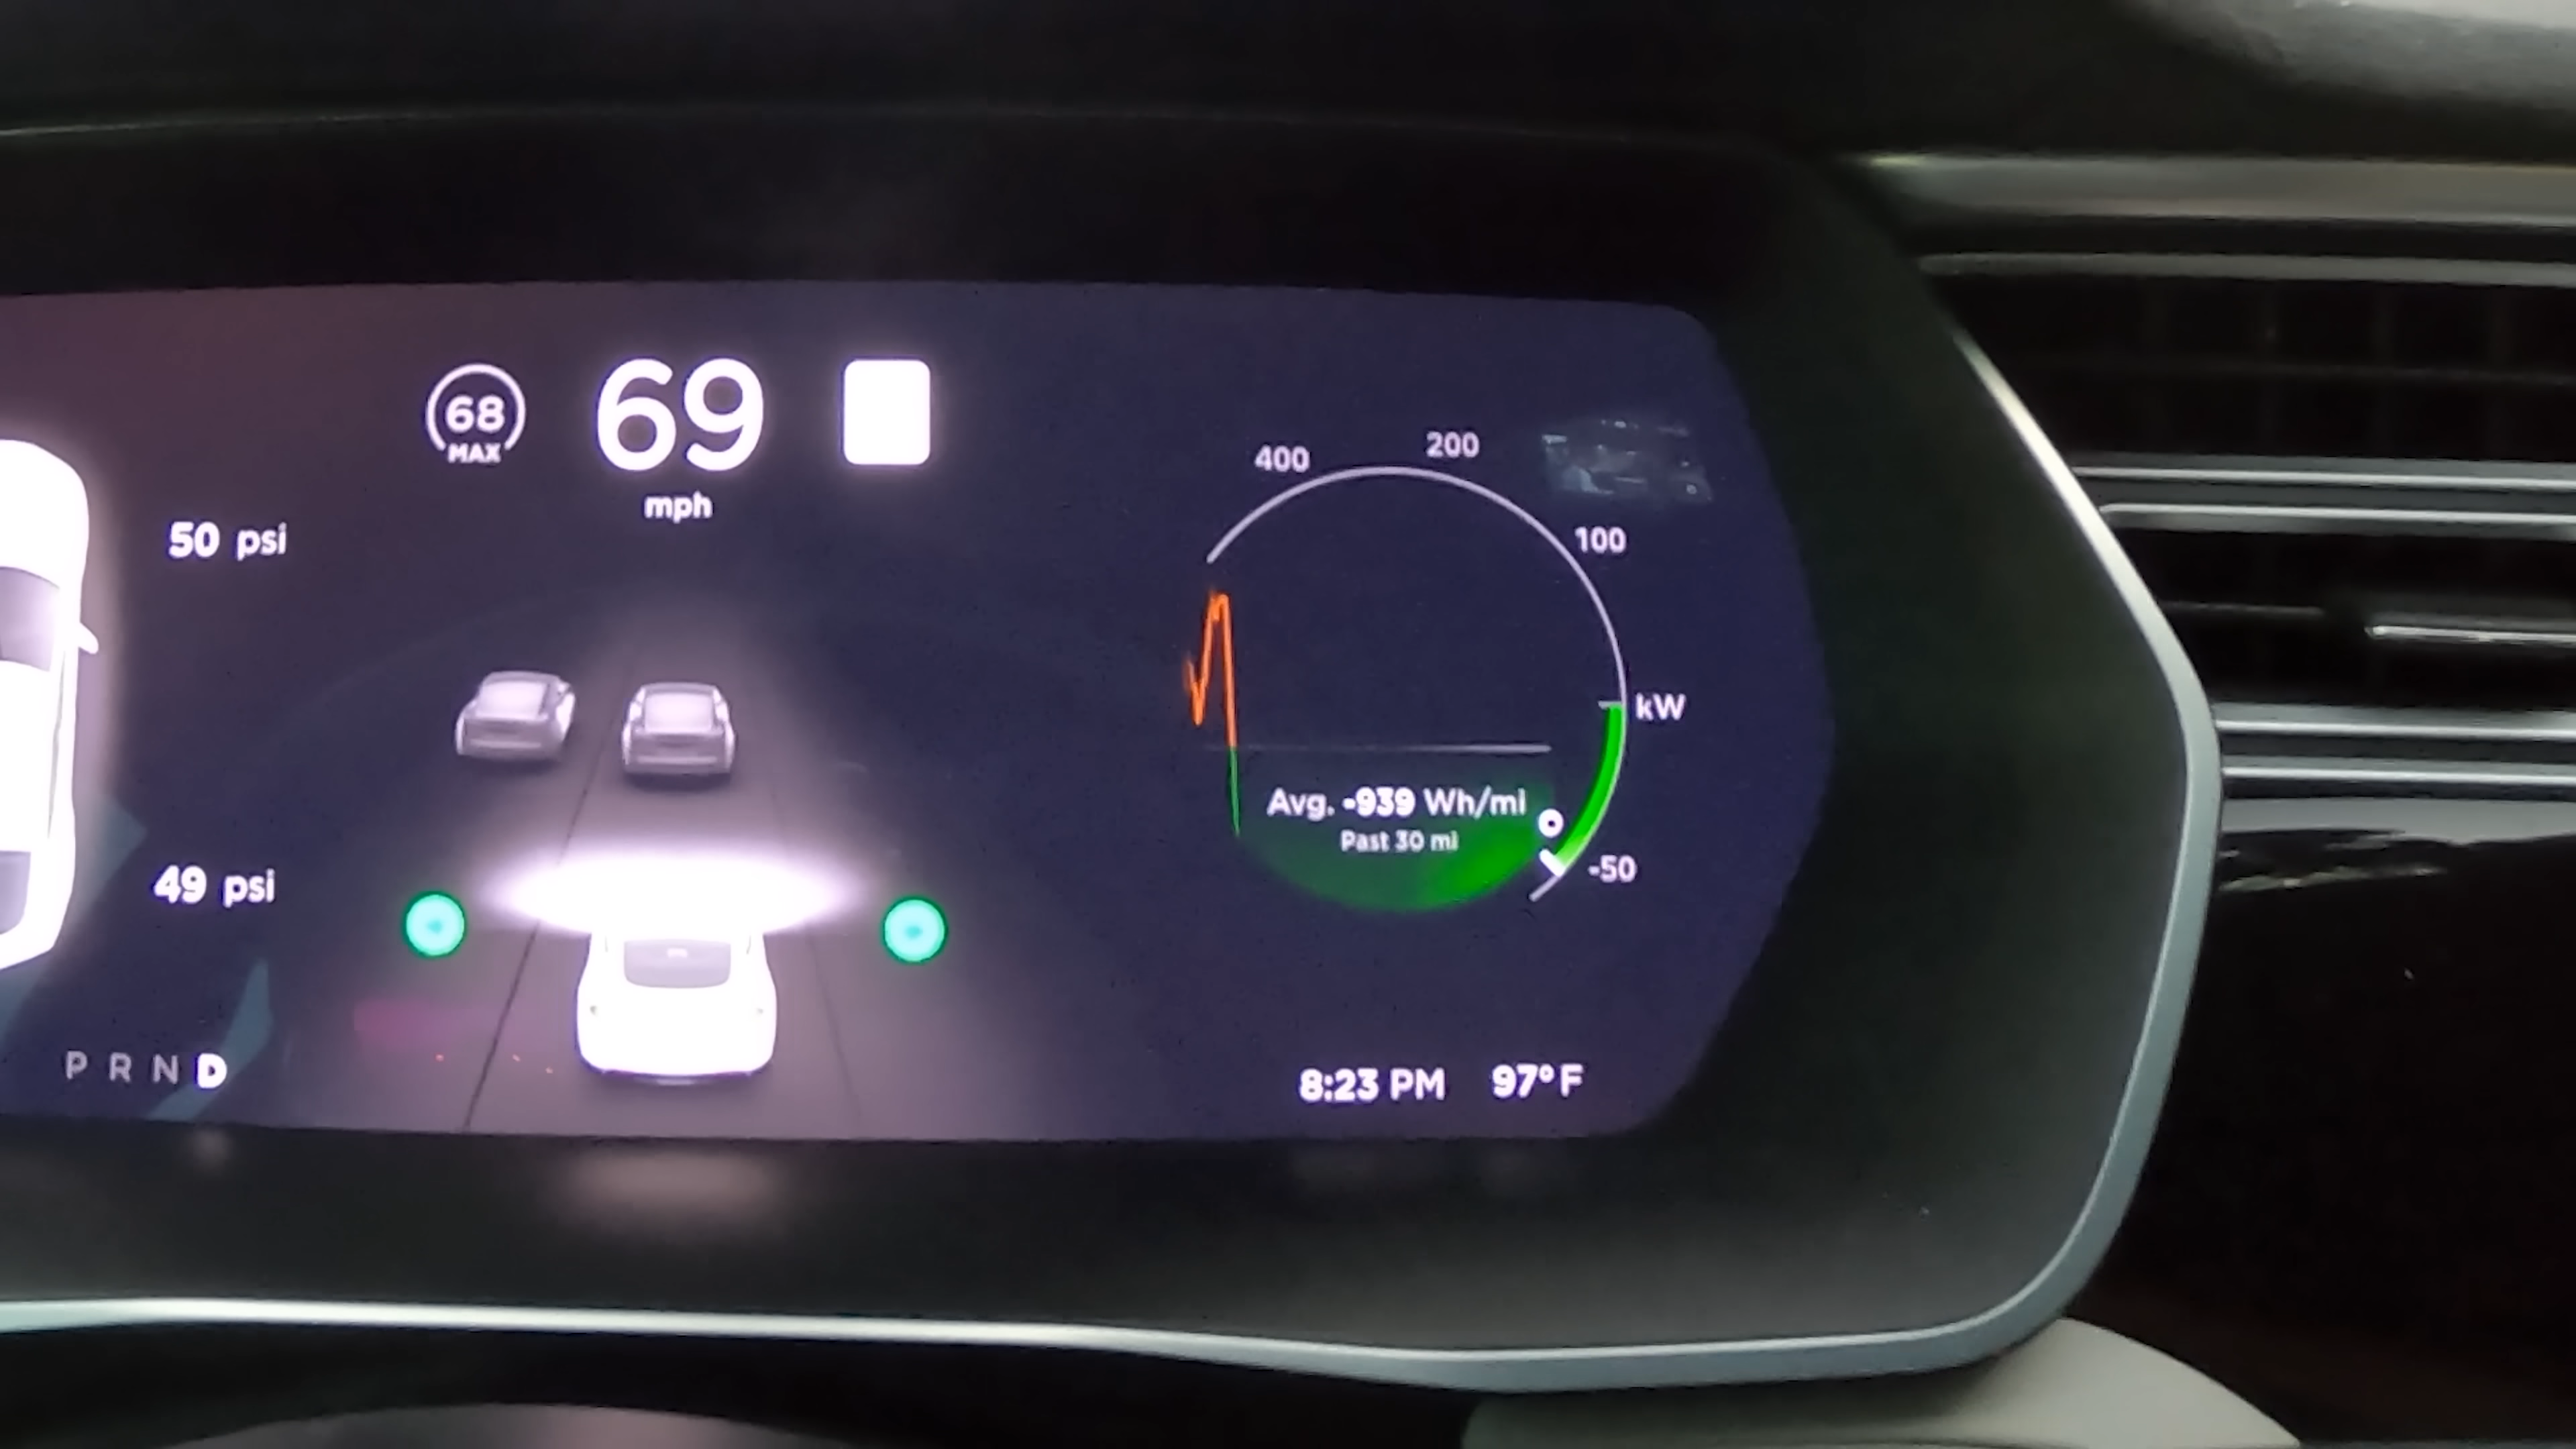 68
MAX
69
mph
50 psi
49 psi
P R N D
400
200
100
kW
-50
Avg. -939 Wh/mi
Past 30 mi
8:23 PM 97°F